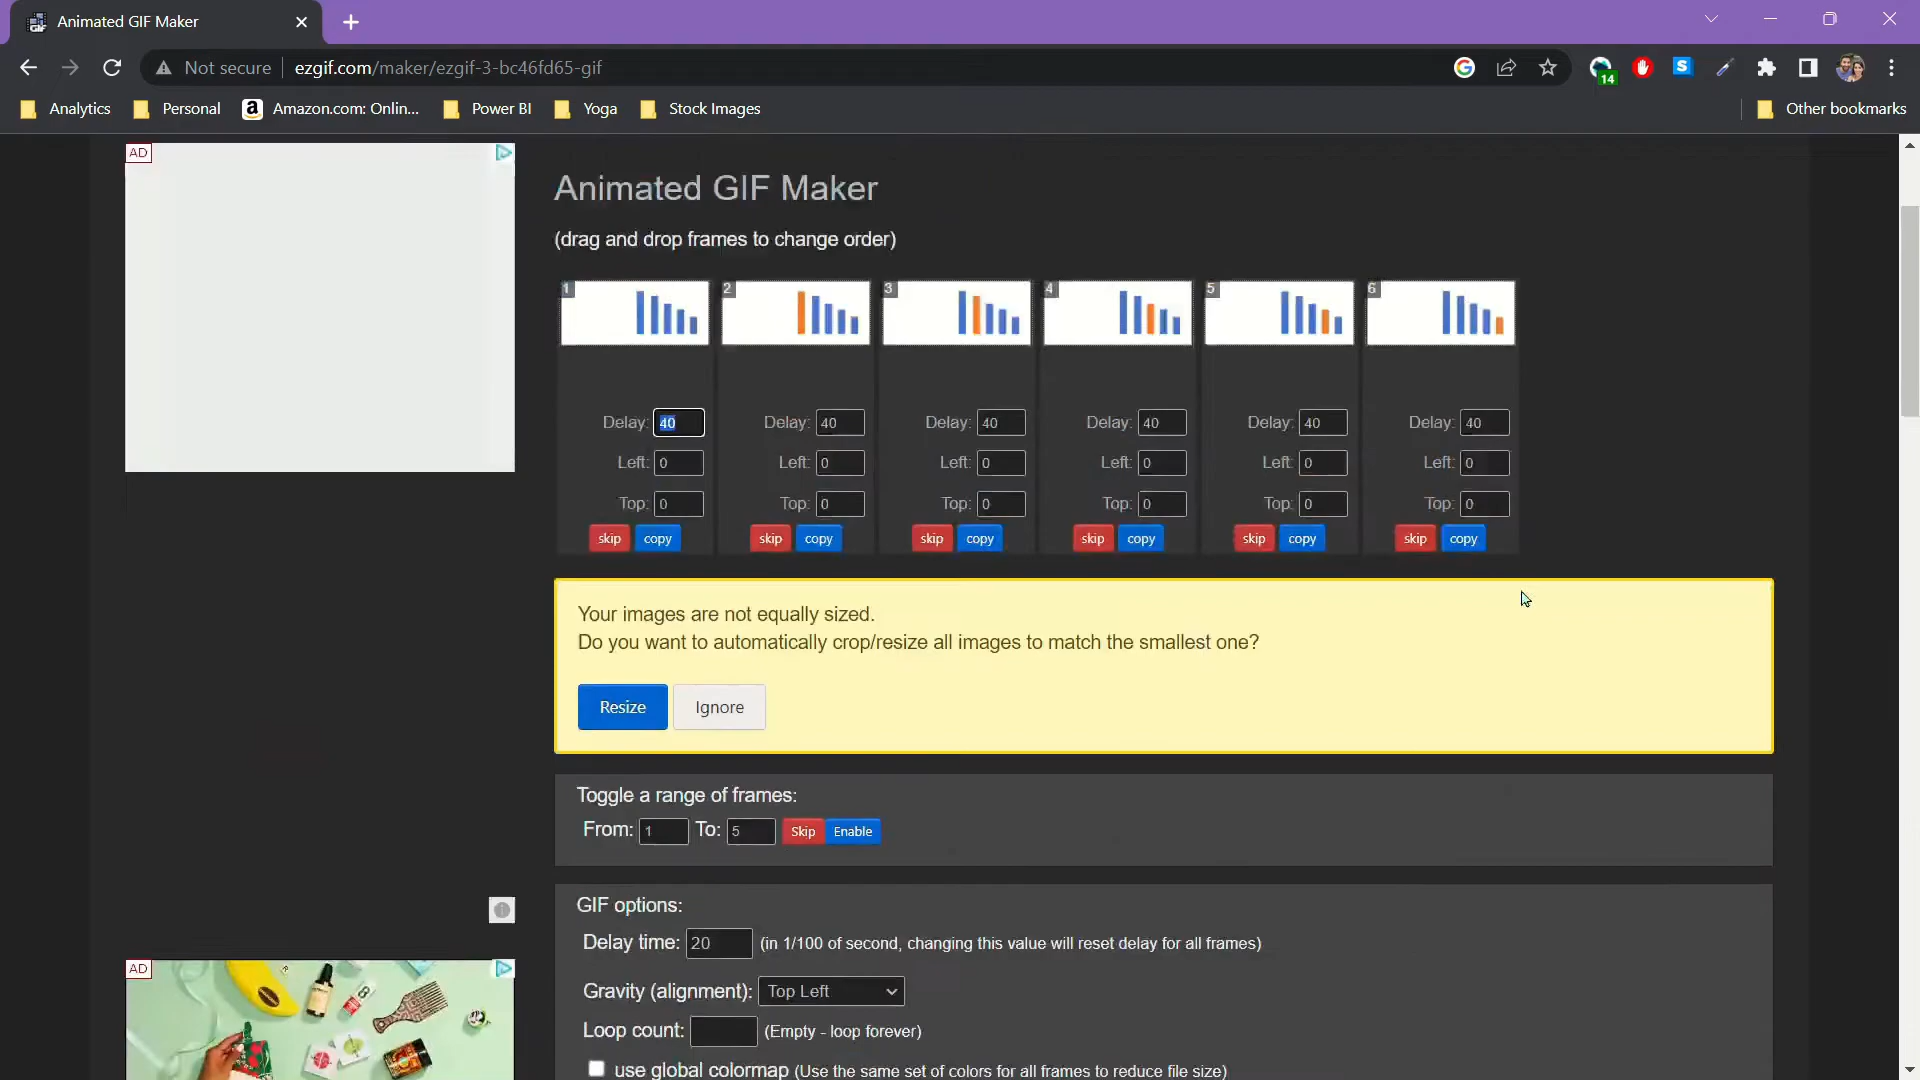 Animated GIF Maker
Not secure ezgif.com/maker/ezgif-3-bc46fd65-gif
14
Analytics Personal Amazon.com: Onlin... Power BI Yoga Stock Images Other bookmarks
AD
Animated GIF Maker
(drag and drop frames to change order)
1 2 3 4 5 6
Delay: 40 Delay: 40 Delay: 40 Delay: 40 Delay: 40 Delay: 40
Left: 0 Left: 0 Left: 0 Left: 0 Left: 0 Left: 0
Top: 0 Top: 0 Top: 0 Top: 0 Top: 0 Top: 0
skip copy skip copy skip copy skip copy skip copy skip copy
Your images are not equally sized.
Do you want to automatically crop/resize all images to match the smallest one?
Resize Ignore
Toggle a range of frames:
From: 1 To: 5 Skip Enable
GIF options:
Delay time: 20 (in 1/100 of second, changing this value will reset delay for all frames)
AD
Gravity (alignment): Top Left
Loop count: (Empty - loop forever)
use global colormap (Use the same set of colors for all frames to reduce file size)